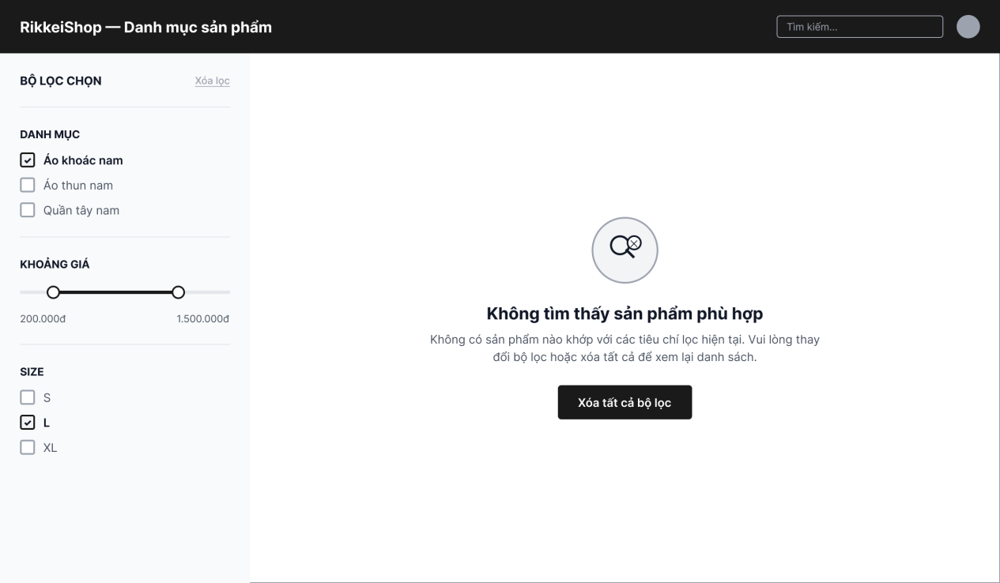 RikkeiShop — Danh mục sản phẩm
Tìm kiếm...
BỘ LỌC CHỌN
Xóa lọc
DANH MỤC
Áo khoác nam
Áo thun nam
Quần tây nam
KHOẢNG GIÁ
200.000đ
1.500.000đ
SIZE
S
L
XL
Không tìm thấy sản phẩm phù hợp
Không có sản phẩm nào khớp với các tiêu chí lọc hiện tại. Vui lòng thay
đổi bộ lọc hoặc xóa tất cả để xem lại danh sách.
Xóa tất cả bộ lọc